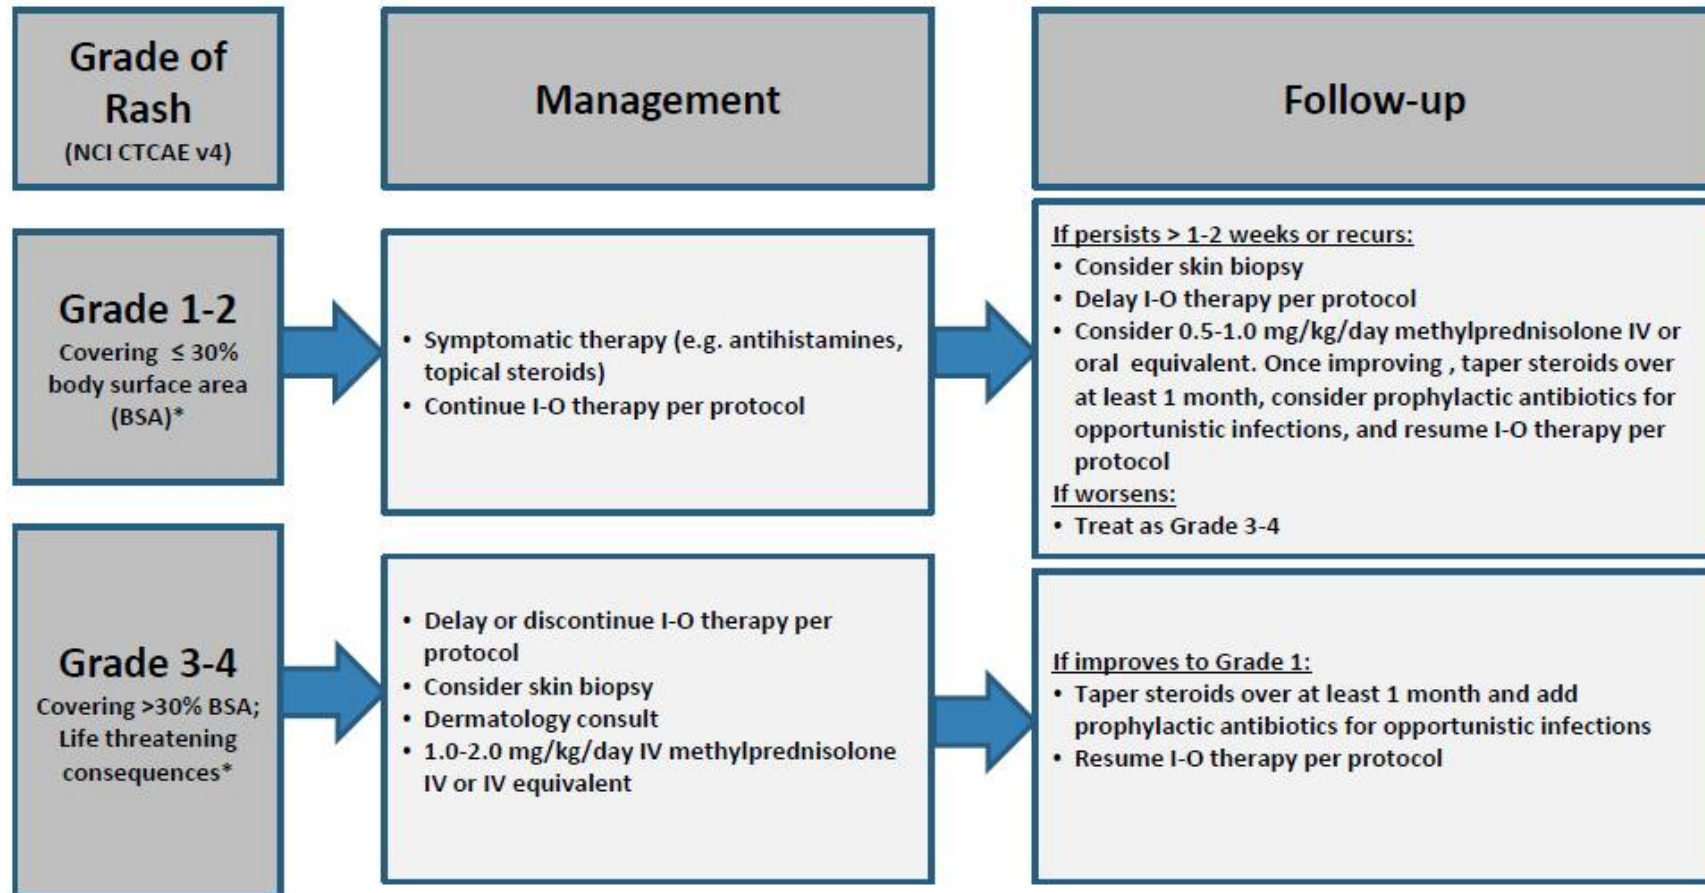 Grade of
Rash
(NCI CTCAE v4)
Management
Follow-up
Grade 1-2
Covering ≤ 30%
body surface area
(BSA)*
• Symptomatic therapy (e.g. antihistamines,
topical steroids)
• Continue I-O therapy per protocol
If persists > 1-2 weeks or recurs:
• Consider skin biopsy
• Delay I-O therapy per protocol
• Consider 0.5-1.0 mg/kg/day methylprednisolone IV or
oral equivalent. Once improving , taper steroids over
at least 1 month, consider prophylactic antibiotics for
opportunistic infections, and resume I-O therapy per
protocol
If worsens:
• Treat as Grade 3-4
Grade 3-4
Covering >30% BSA;
Life threatening
consequences*
• Delay or discontinue I-O therapy per
protocol
• Consider skin biopsy
• Dermatology consult
• 1.0-2.0 mg/kg/day IV methylprednisolone
IV or IV equivalent
If improves to Grade 1:
• Taper steroids over at least 1 month and add
prophylactic antibiotics for opportunistic infections
• Resume I-O therapy per protocol